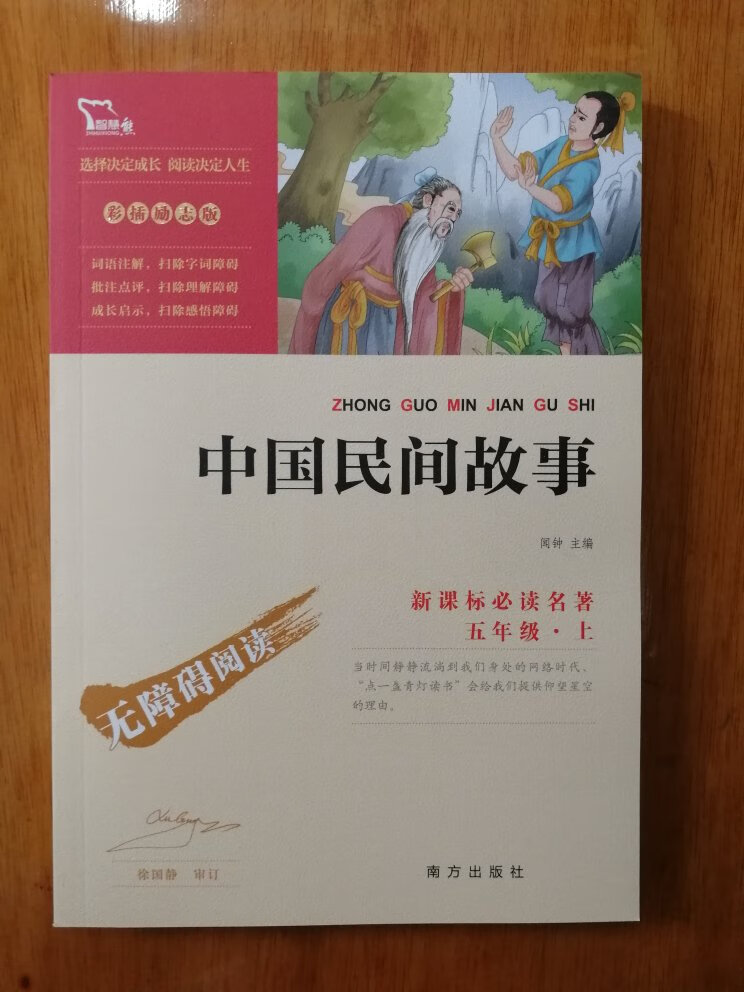 智慧熊
ZHIHUIXIONG
选择决定成长 阅读决定人生
彩插励志版
词语注解，扫除字词障碍
批注点评，扫除理解障碍
成长启示，扫除感悟障碍
ZHONG GUO MIN JIAN GU SHI
中国民间故事
闻钟 主编
新课标必读名著
五年级·上
当时间静静流淌到我们身处的网络时代、
“点一盏青灯读书”会给我们提供仰望星空
的理由。
无障碍阅读
徐国静 审订
南方出版社